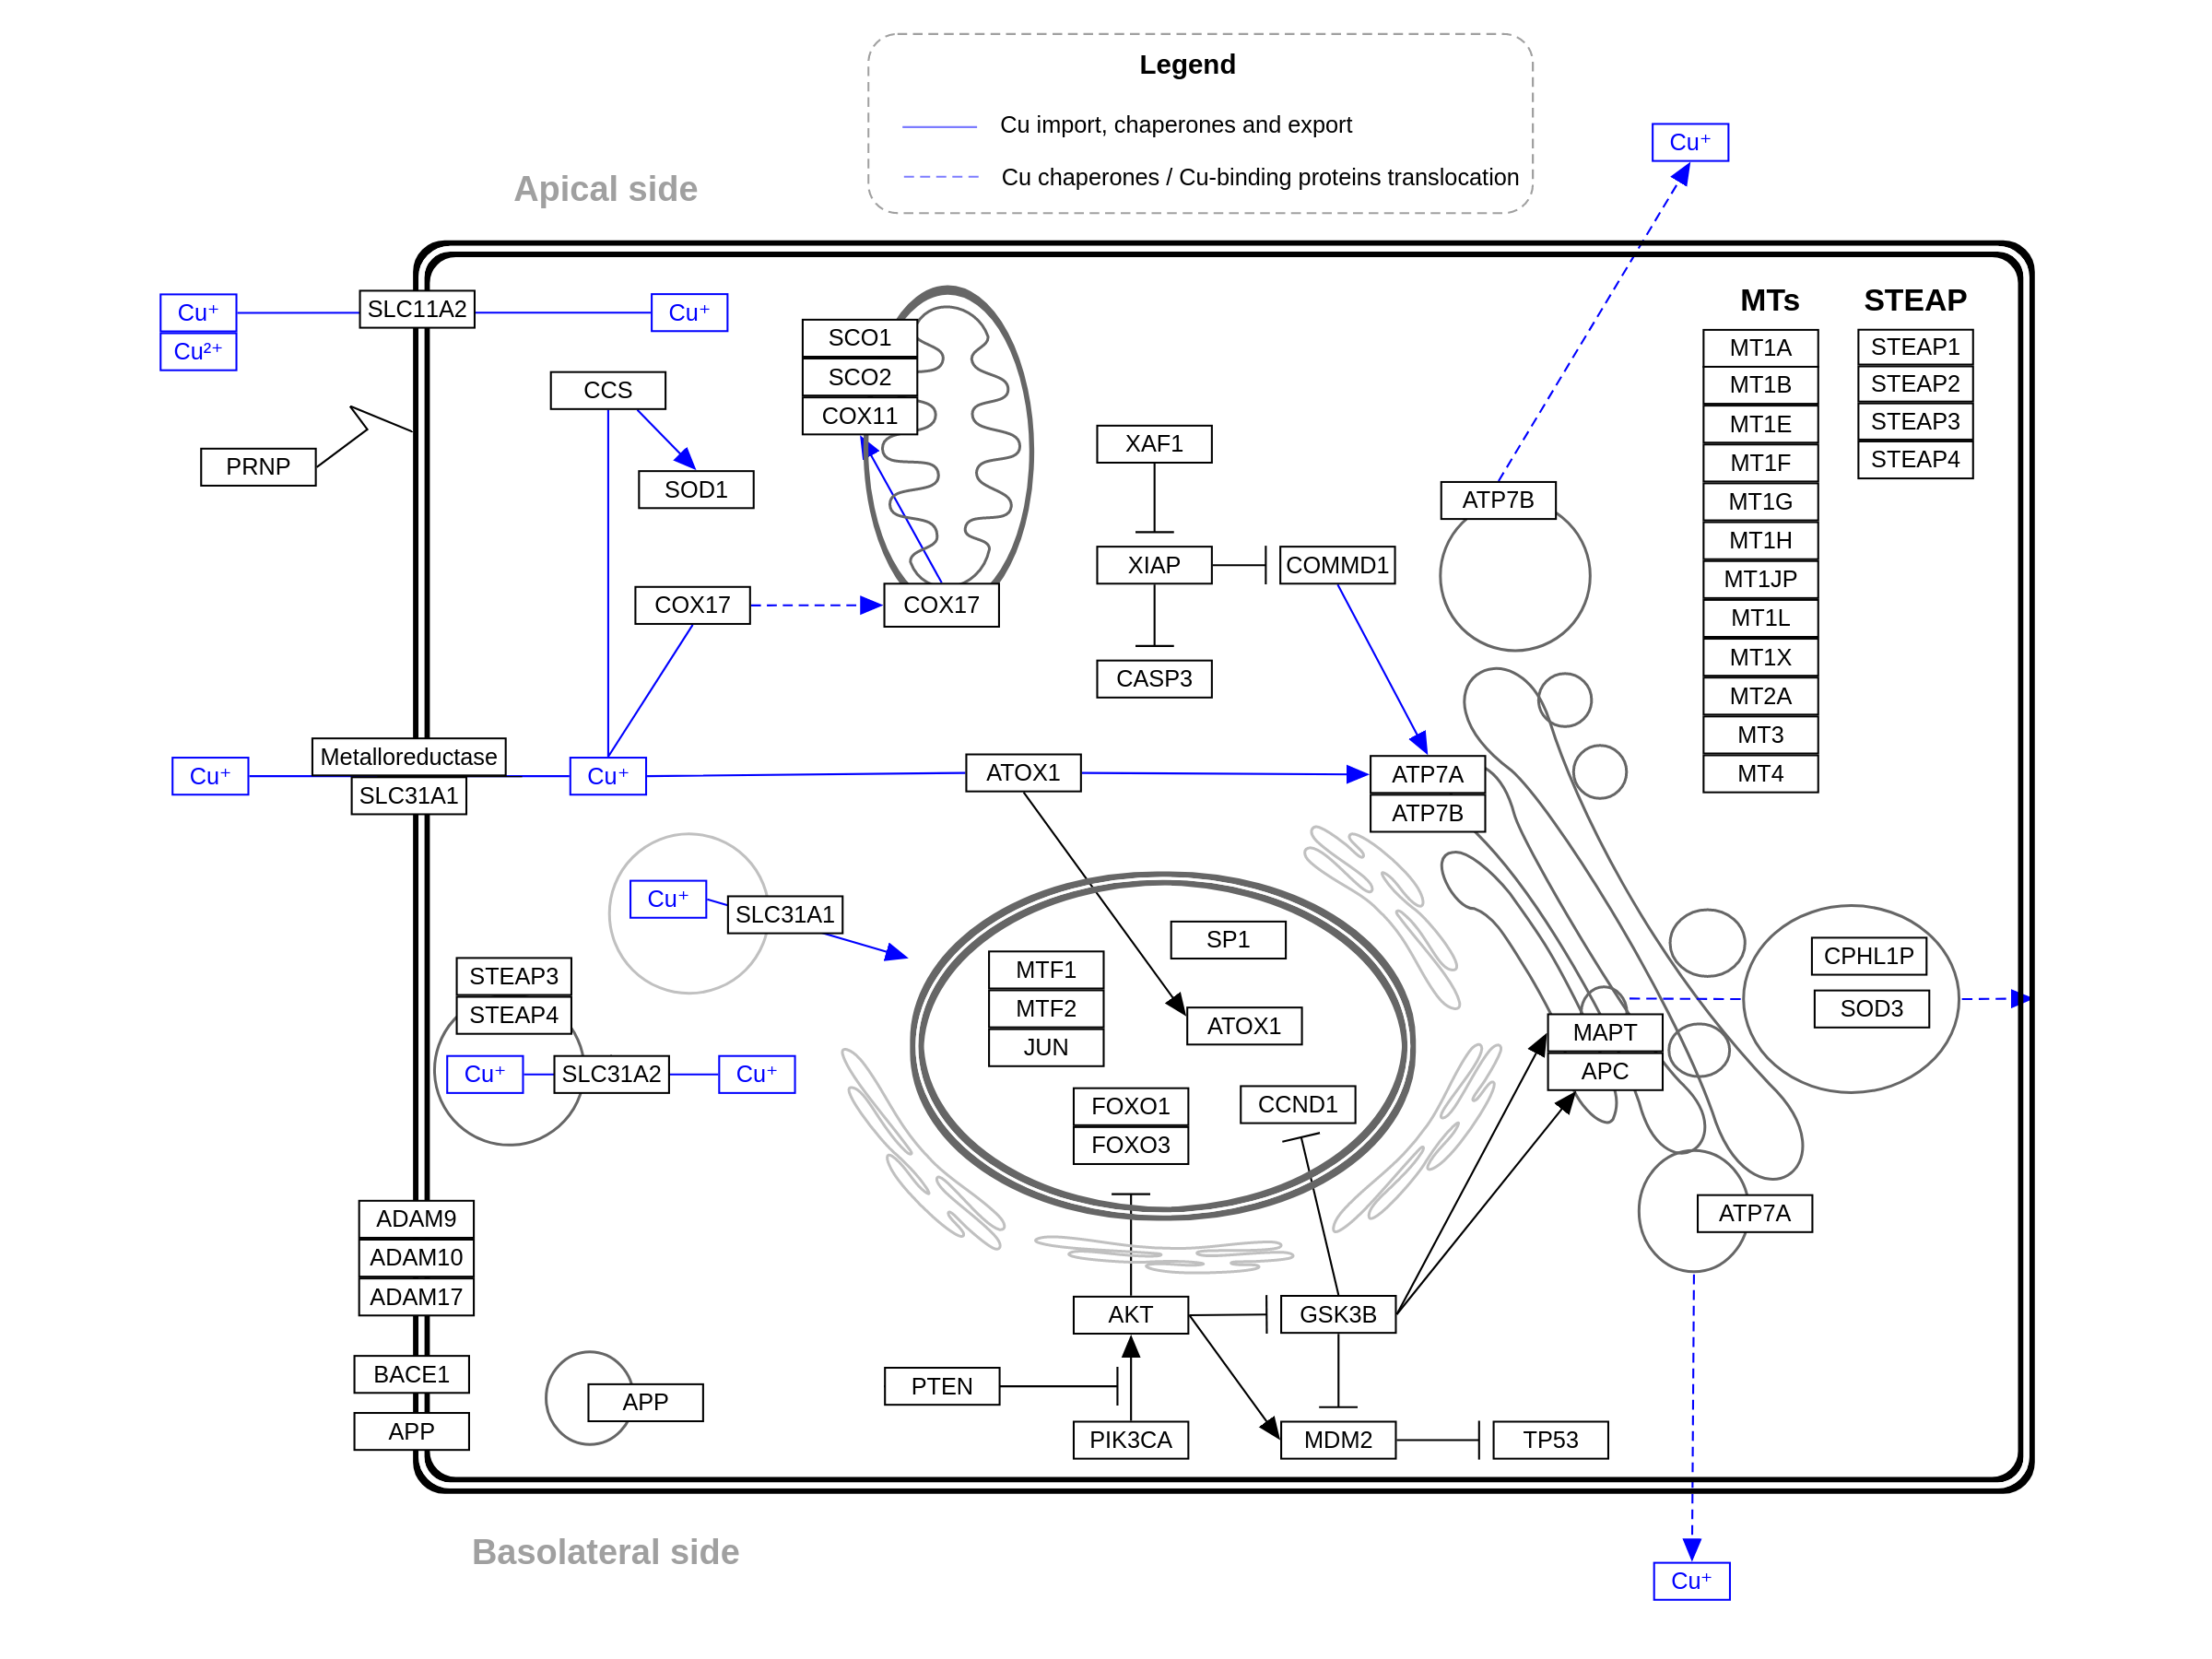 Legend
Cu import, chaperones and export
Cu chaperones / Cu-binding proteins translocation
Cu⁺
Apical side
MTs
STEAP
Cu⁺
Cu²⁺
SLC11A2
Cu⁺
SCO1
SCO2
COX11
CCS
SOD1
PRNP
COX17
COX17
XAF1
XIAP
COMMD1
CASP3
ATP7B
MT1A
MT1B
MT1E
MT1F
MT1G
MT1H
MT1JP
MT1L
MT1X
MT2A
MT3
MT4
STEAP1
STEAP2
STEAP3
STEAP4
Cu⁺
Metalloreductase
SLC31A1
Cu⁺
ATOX1
ATP7A
ATP7B
Cu⁺
SLC31A1
STEAP3
STEAP4
Cu⁺
SLC31A2
Cu⁺
SP1
MTF1
MTF2
JUN
ATOX1
FOXO1
FOXO3
CCND1
MAPT
APC
CPHL1P
SOD3
ATP7A
ADAM9
ADAM10
ADAM17
BACE1
APP
APP
AKT
GSK3B
PTEN
PIK3CA
MDM2
TP53
Basolateral side
Cu⁺